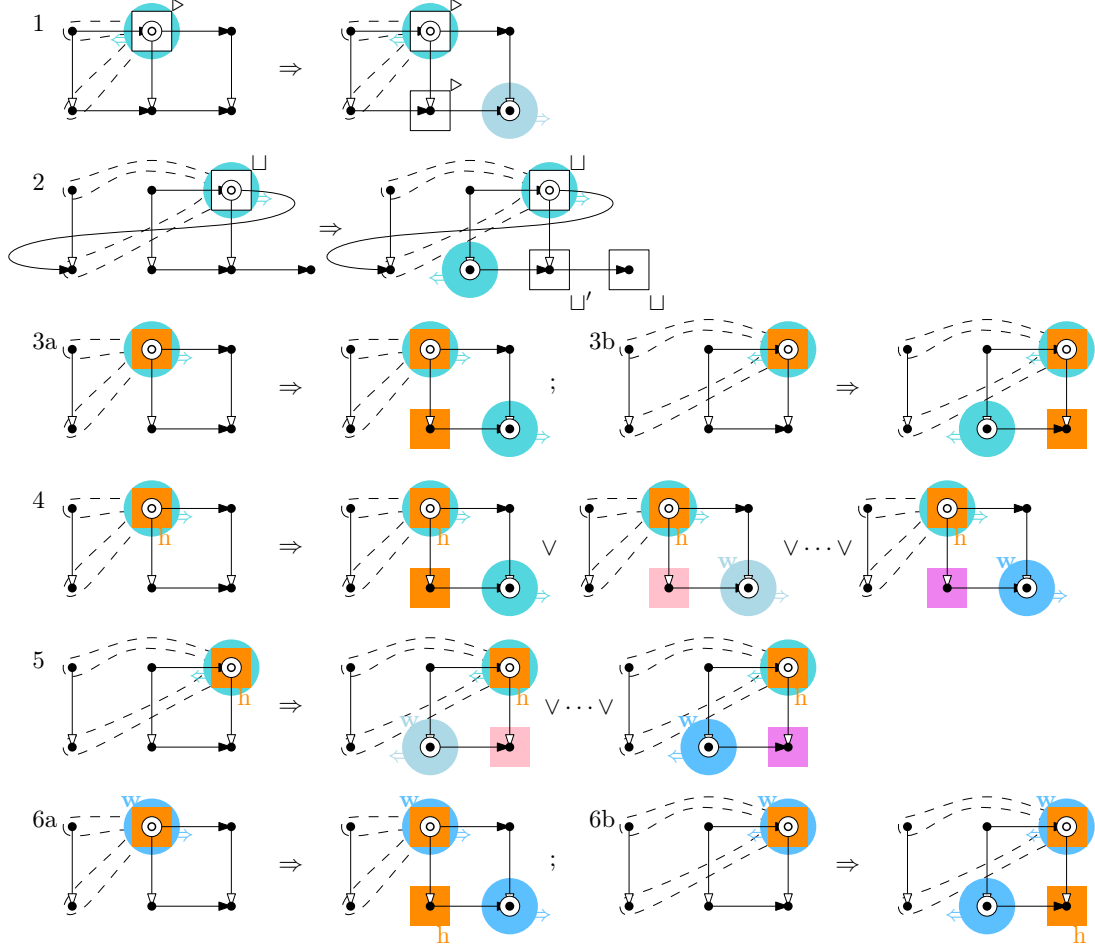 ▷ ▷
1
⇒
▷
⊔ ⊔
2
⇒
⊔′ ⊔
3a 3b
⇒ ; ⇒
4
h h h
⇒ ∨ w ∨ ⋯ ∨ w
5
h h h
⇒ w ∨ ⋯ ∨ w
w w w w
6a 6b
⇒ ; ⇒
h h